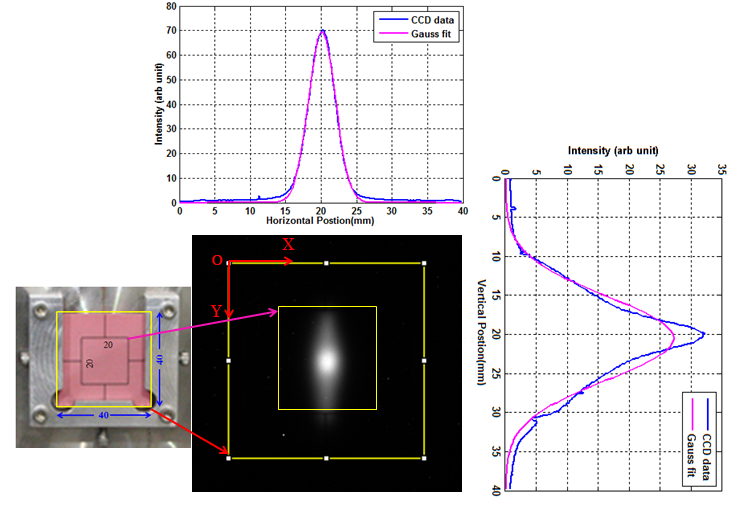 80
70
60
50
40
30
20
10
0
Intensity (arb unit)
CCD data
Gauss fit
0 5 10 15 20 25 30 35 40
Horizontal Postion(mm)
Intensity (arb unit)
0 5 10 15 20 25 30 35
0
5
10
15
20
25
30
35
40
Vertical Postion(mm)
CCD data
Gauss fit
X
O
Y
20
20
40
40